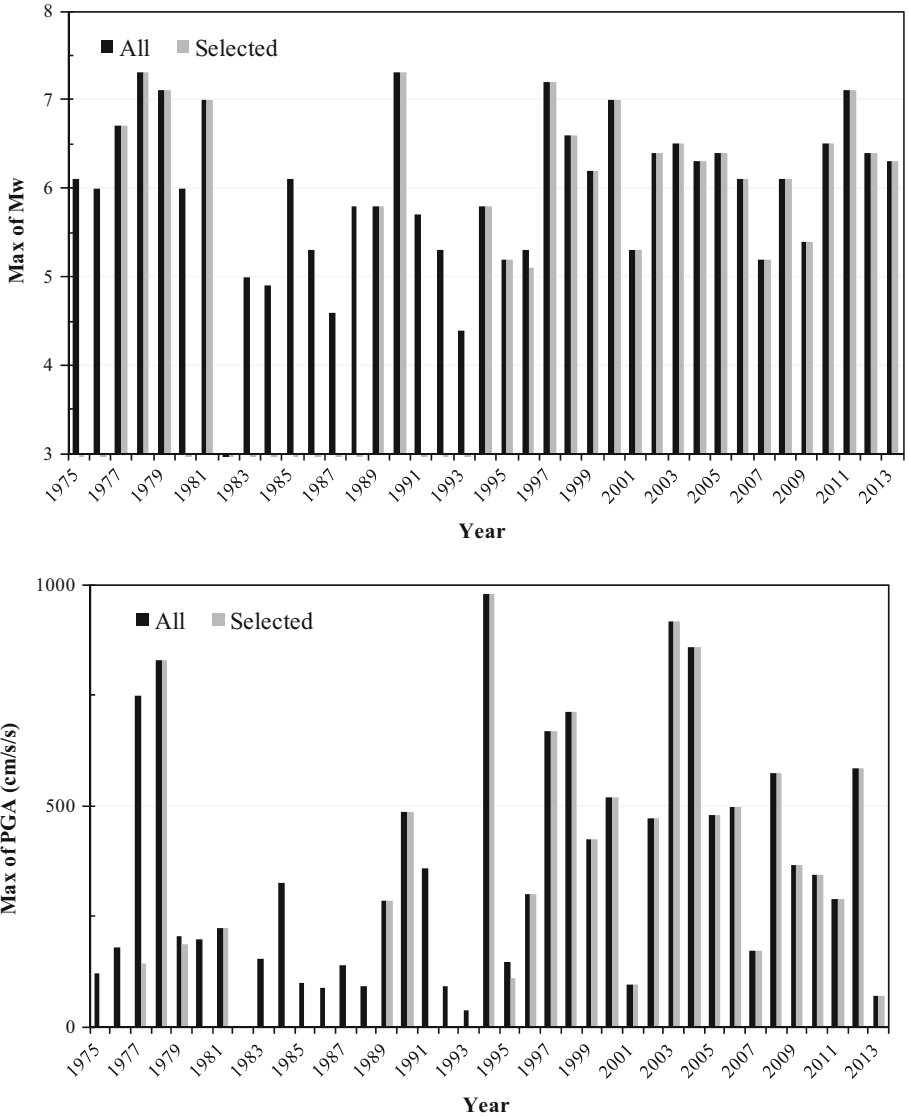 8
7
6
5
4
3
Max of Mw
All Selected
1975 1977 1979 1981 1983 1985 1987 1989 1991 1993 1995 1997 1999 2001 2003 2005 2007 2009 2011 2013
Year
1000
500
0
Max of PGA (cm/s/s)
All Selected
1975 1977 1979 1981 1983 1985 1987 1989 1991 1993 1995 1997 1999 2001 2003 2005 2007 2009 2011 2013
Year